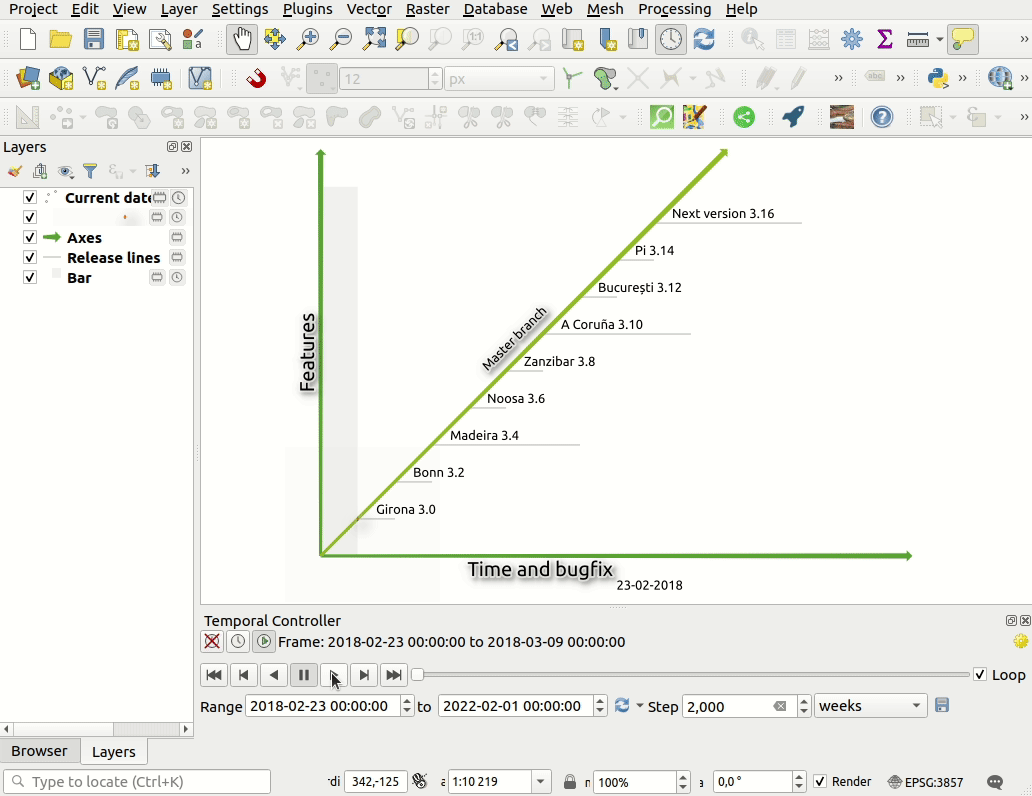 Project Edit View Layer Settings Plugins Vector Raster Database Web Mesh Processing Help
12 px
abc
Layers
Current date
Axes
Release lines
Bar
Features
Master branch
Next version 3.16
Pi 3.14
București 3.12
A Coruña 3.10
Zanzibar 3.8
Noosa 3.6
Madeira 3.4
Bonn 3.2
Girona 3.0
Time and bugfix
23-02-2018
Temporal Controller
Frame: 2018-02-23 00:00:00 to 2018-03-09 00:00:00
Loop
Range 2018-02-23 00:00:00 to 2022-02-01 00:00:00 Step 2,000 weeks
Browser Layers
Type to locate (Ctrl+K)
rdi 342,-125 1:10 219 100% 0,0 ° Render EPSG:3857